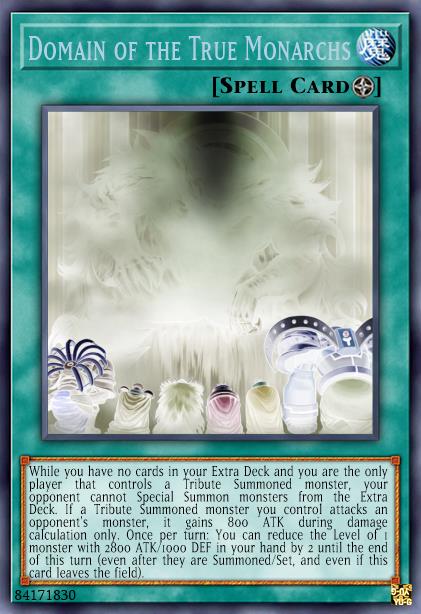 DOMAIN OF THE TRUE MONARCHS 魔
[SPELL CARD]
While you have no cards in your Extra Deck and you are the only
player that controls a Tribute Summoned monster, your
opponent cannot Special Summon monsters from the Extra
Deck. If a Tribute Summoned monster you control attacks an
opponent's monster, it gains 800 ATK during damage
calculation only. Once per turn: You can reduce the Level of 1
monster with 2800 ATK/1000 DEF in your hand by 2 until the end
of this turn (even after they are Summoned/Set, and even if this
card leaves the field).
84171830